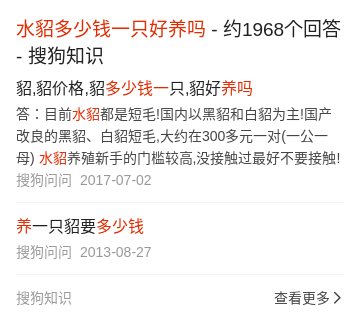 水貂多少钱一只好养吗 - 约1968个回答
- 搜狗知识
貂,貂价格,貂多少钱一只,貂好养吗
答：目前水貂都是短毛!国内以黑貂和白貂为主!国产
改良的黑貂、白貂短毛,大约在300多元一对(一公一
母) 水貂养殖新手的门槛较高,没接触过最好不要接触!
搜狗问问 2017-07-02
养一只貂要多少钱
搜狗问问 2013-08-27
搜狗知识 查看更多